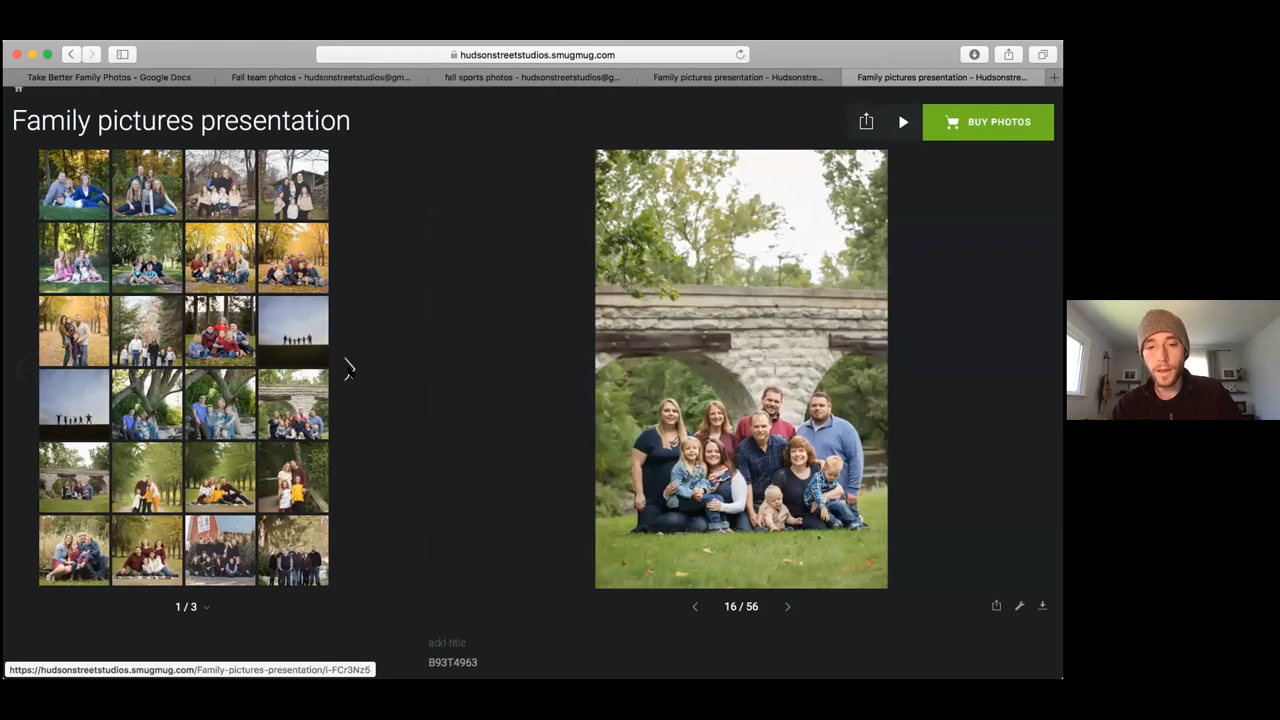 hudsonstreetstudios.smugmug.com
Take Better Family Photos - Google Docs
Fall team photos - hudsonstreetstudios@gm...
fall sports photos - hudsonstreetstudios@g...
Family pictures presentation - Hudsonstre...
Family pictures presentation - Hudsonstre...
Family pictures presentation
BUY PHOTOS
1 / 3
16 / 56
add title
B93T4963
https://hudsonstreetstudios.smugmug.com/Family-pictures-presentation/i-FCr3Nz5